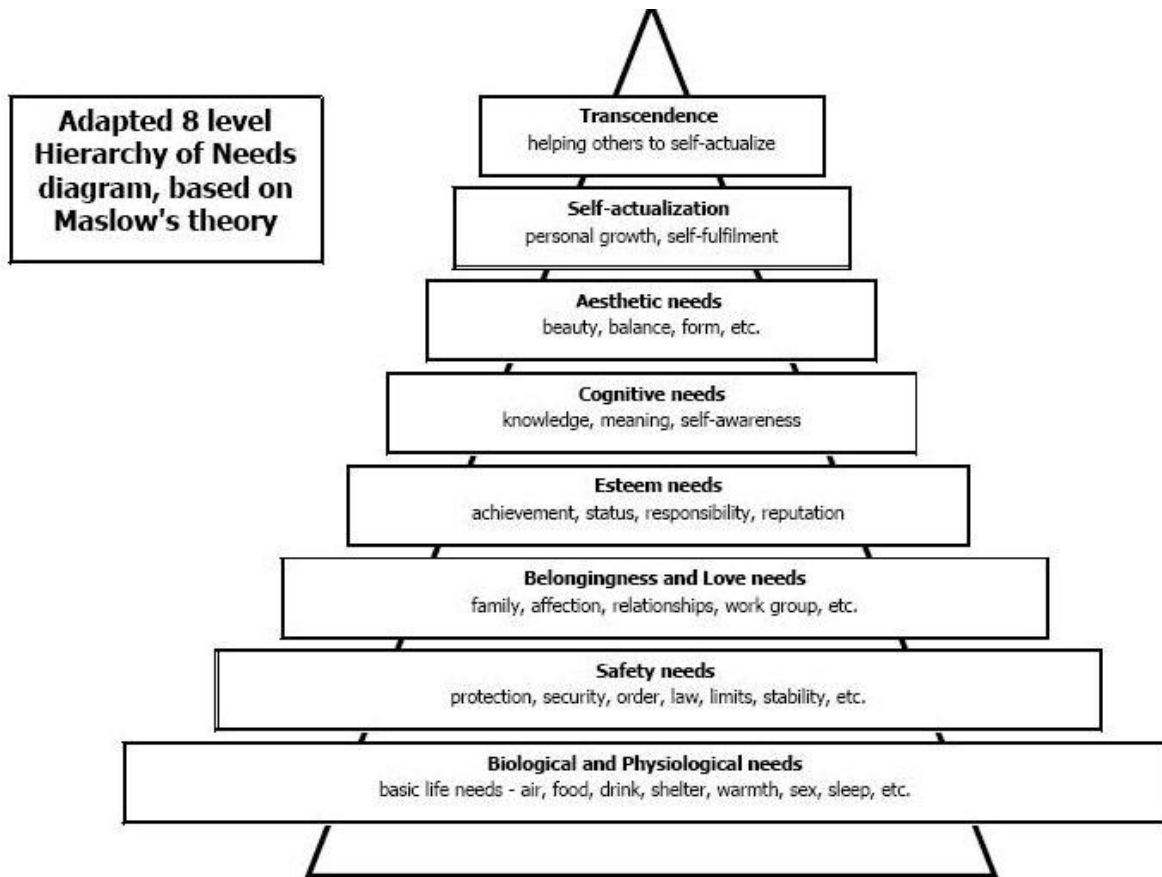 Adapted 8 level
Hierarchy of Needs
diagram, based on
Maslow's theory
Transcendence
helping others to self-actualize
Self-actualization
personal growth, self-fulfilment
Aesthetic needs
beauty, balance, form, etc.
Cognitive needs
knowledge, meaning, self-awareness
Esteem needs
achievement, status, responsibility, reputation
Belongingness and Love needs
family, affection, relationships, work group, etc.
Safety needs
protection, security, order, law, limits, stability, etc.
Biological and Physiological needs
basic life needs - air, food, drink, shelter, warmth, sex, sleep, etc.